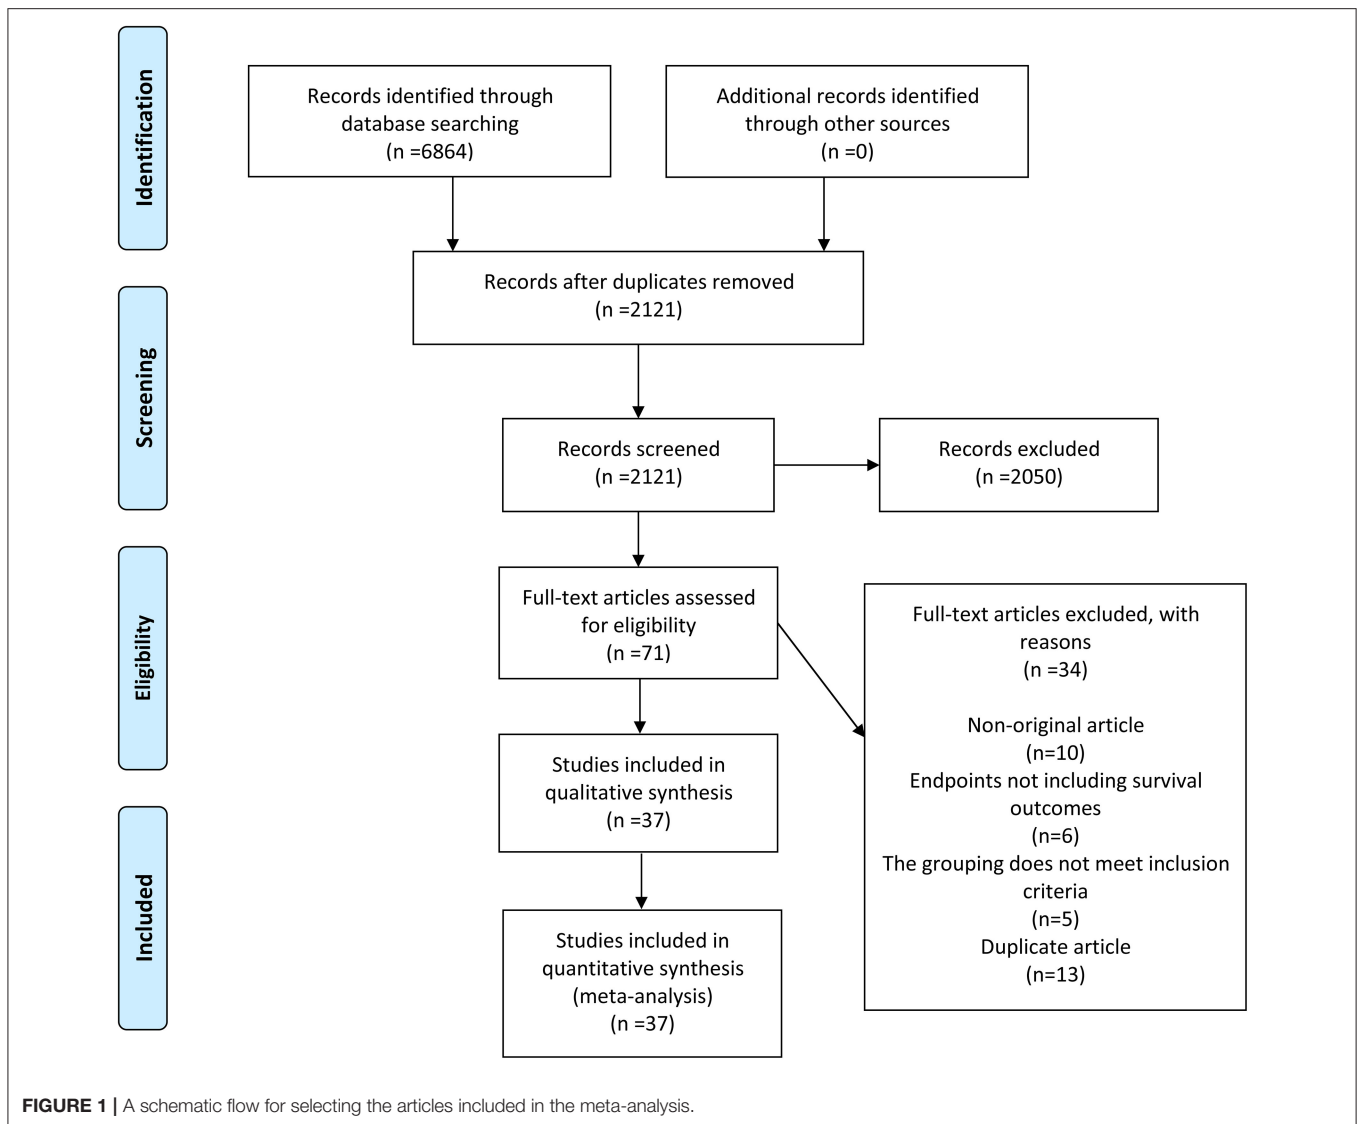 Identification
Records identified through
database searching
(n =6864)
Additional records identified
through other sources
(n =0)
Records after duplicates removed
(n =2121)
Screening
Records screened
(n =2121)
Records excluded
(n =2050)
Eligibility
Full-text articles assessed
for eligibility
(n =71)
Full-text articles excluded, with
reasons
(n =34)
Non-original article
(n=10)
Endpoints not including survival
outcomes
(n=6)
The grouping does not meet inclusion
criteria
(n=5)
Duplicate article
(n=13)
Studies included in
qualitative synthesis
(n =37)
Included
Studies included in
quantitative synthesis
(meta-analysis)
(n =37)
FIGURE 1 | A schematic flow for selecting the articles included in the meta-analysis.